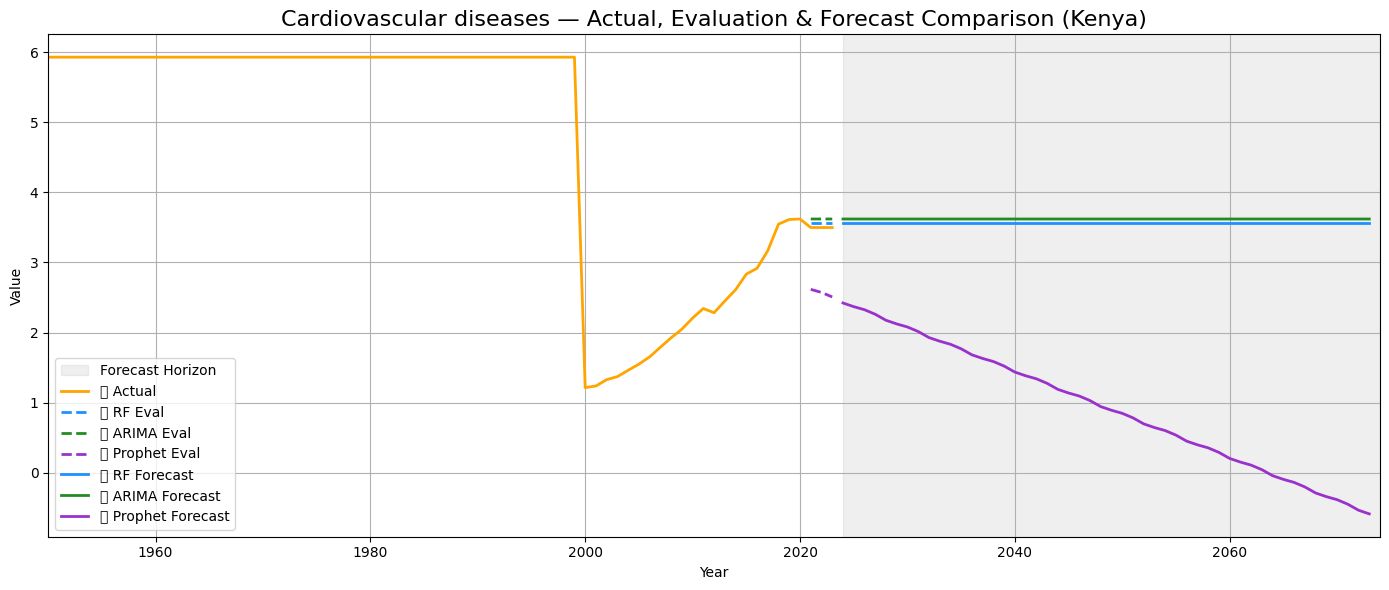 Cardiovascular diseases — Actual, Evaluation & Forecast Comparison (Kenya)
6
5
4
3
2
1
0
Value
Forecast Horizon
Actual
RF Eval
ARIMA Eval
Prophet Eval
RF Forecast
ARIMA Forecast
Prophet Forecast
1960
1980
2000
2020
2040
2060
Year